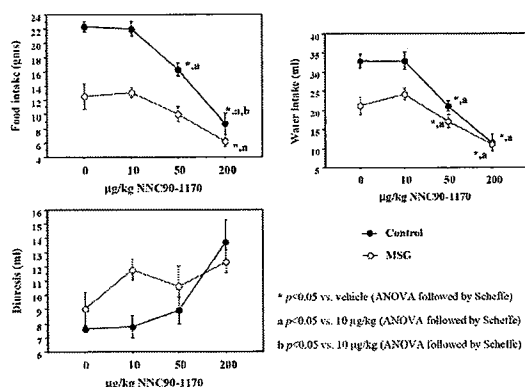 Food intake (gms)
24
22
20
18
16
14
12
10
8
6
4
*,a
*,a,b
*,a
0 10 50 200
µg/kg NNC90-1170
Water intake (ml)
40
35
30
25
20
15
10
*,a
*,a
*,a
*,a
0 10 50 200
µg/kg NNC90-1170
Diuresis (ml)
16
15
14
13
12
11
10
9
8
7
6
0 10 50 200
µg/kg NNC90-1170
Control
MSG
* p<0.05 vs. vehicle (ANOVA followed by Scheffe)
a p<0.05 vs. 10 µg/kg (ANOVA followed by Scheffe)
b p<0.05 vs. 10 µg/kg (ANOVA followed by Scheffe)